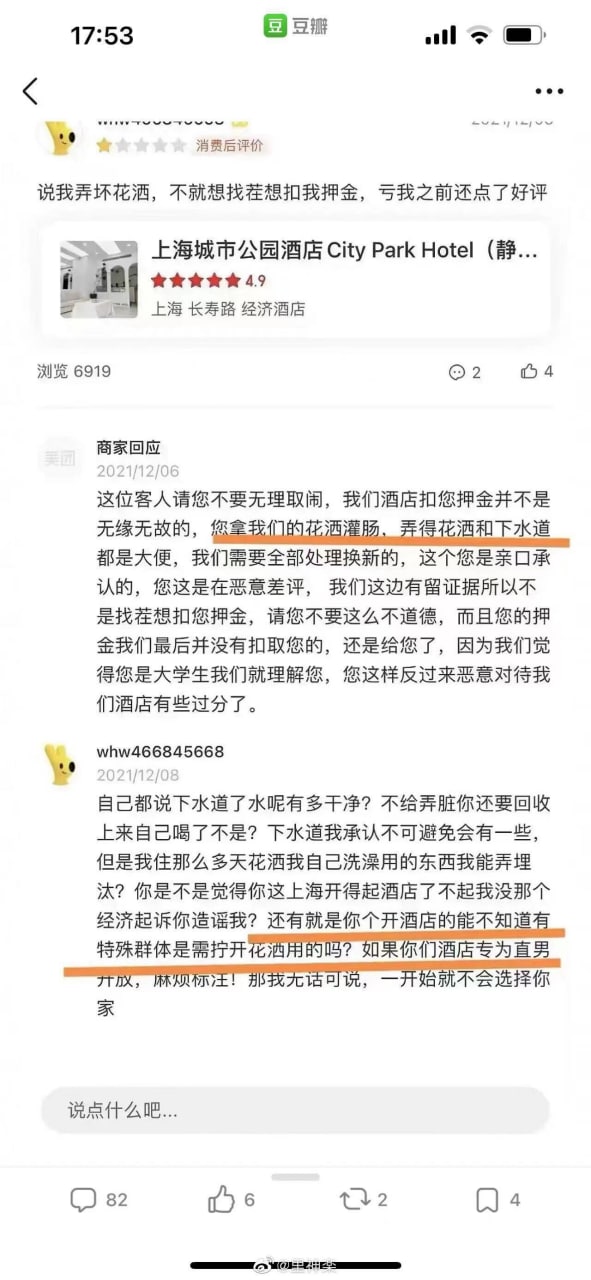 17:53
豆 豆瓣
消费后评价
说我弄坏花洒，不就想找茬想扣我押金，亏我之前还点了好评
上海城市公园酒店City Park Hotel（静...
4.9
上海 长寿路 经济酒店
浏览 6919
2
4
美团
商家回应
2021/12/06
这位客人请您不要无理取闹，我们酒店扣您押金并不是
无缘无故的，您拿我们的花洒灌肠，弄得花洒和下水道
都是大便，我们需要全部处理换新的，这个您是亲口承
认的，您这是在恶意差评， 我们这边有留证据所以不
是找茬想扣您押金，请您不要这么不道德，而且您的押
金我们最后并没有扣取您的，还是给您了，因为我们觉
得您是大学生我们就理解您，您这样反过来恶意对待我
们酒店有些过分了。
whw466845668
2021/12/08
自己都说下水道了水呢有多干净？不给弄脏你还要回收
上来自己喝了不是？下水道我承认不可避免会有一些，
但是我住那么多天花洒我自己洗澡用的东西我能弄埋
汰？你是不是觉得你这上海开得起酒店了不起我没那个
经济起诉你造谣我？还有就是你个开酒店的能不知道有
特殊群体是需拧开花洒用的吗？如果你们酒店专为直男
开放，麻烦标注！那我无话可说，一开始就不会选择你
家
说点什么吧...
82
6
2
4